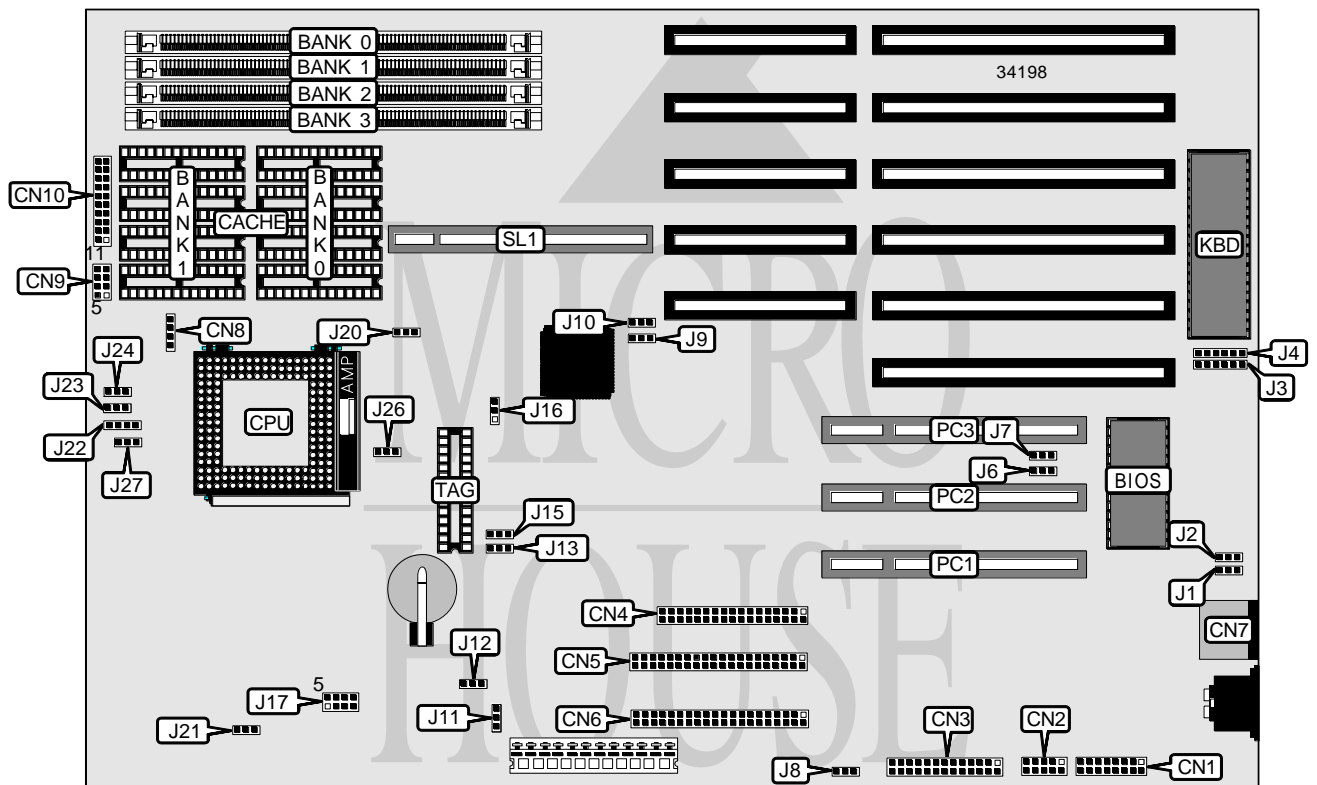 BANK 0
34198
BANK 1
BANK 2
BANK 3
CN10
BANK 1
CACHE
BANK 0
SL1
KBD
11
CN9
5
CN8
J20
J10
J9
J4
J3
J24
J23
J22
J27
CPU
AMP
J26
J16
PC3
J7
J6
TAG
PC2
BIOS
J15
J13
J2
PC1
J1
CN4
CN7
CN5
J12
5
J17
J11
CN6
J21
CN3
CN2
J8
CN1
MICRO
HOUSE